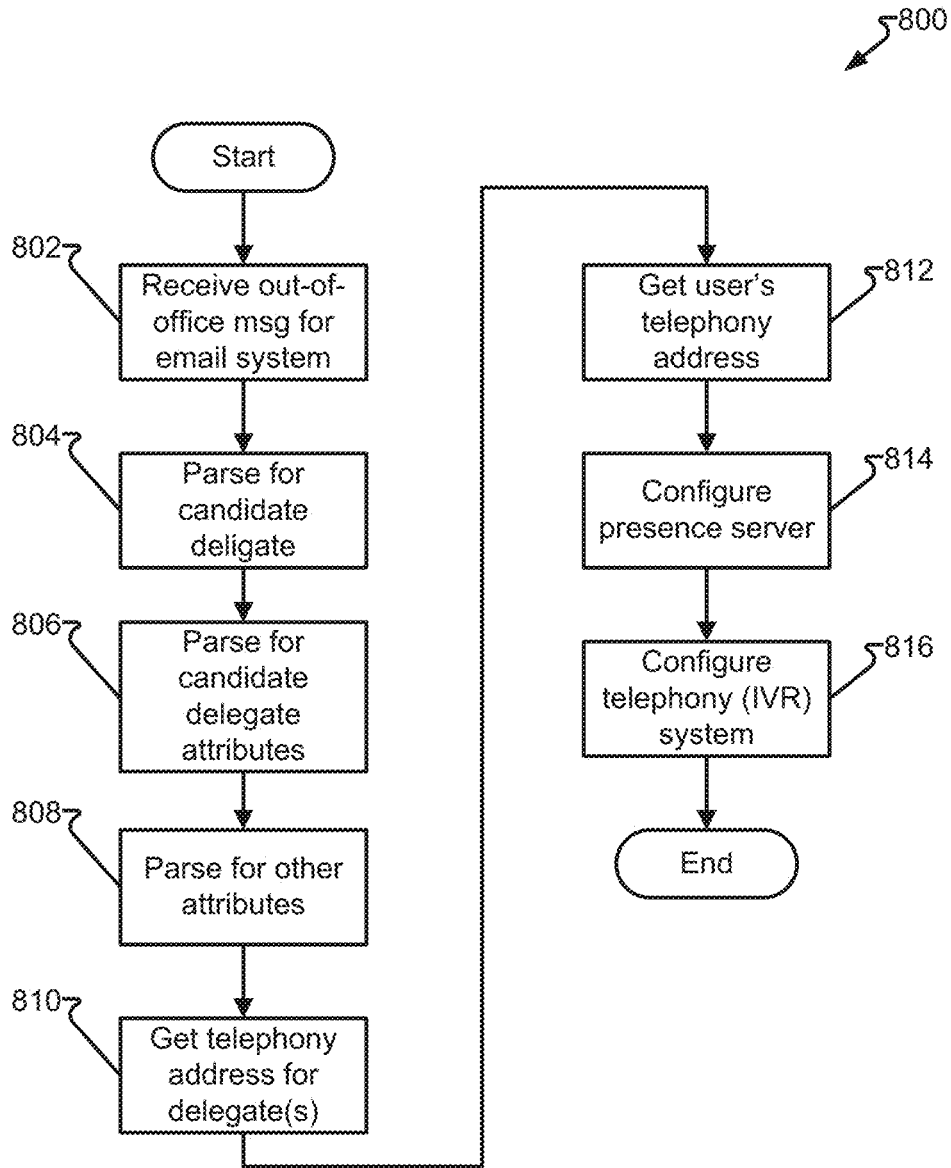 800
Start
802
Receive out-of-
office msg for
email system
804
Parse for
candidate
deligate
806
Parse for
candidate
delegate
attributes
808
Parse for other
attributes
810
Get telephony
address for
delegate(s)
812
Get user's
telephony
address
814
Configure
presence server
816
Configure
telephony (IVR)
system
End